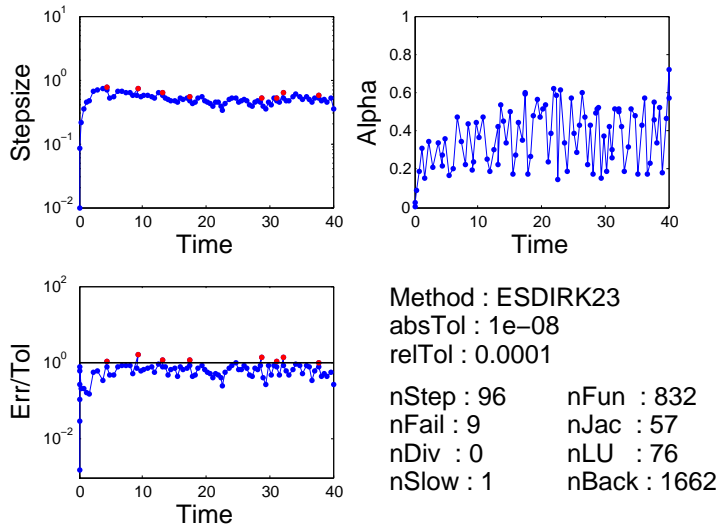 10^1
10^0
10^−1
10^−2
Stepsize
0
10
20
30
40
Time
1
0.8
0.6
0.4
0.2
0
Alpha
0
10
20
30
40
Time
10^2
10^0
10^−2
Err/Tol
0
10
20
30
40
Time
Method : ESDIRK23
absTol : 1e−08
relTol : 0.0001
nStep : 96 nFun : 832
nFail : 9 nJac : 57
nDiv : 0 nLU : 76
nSlow : 1 nBack : 1662